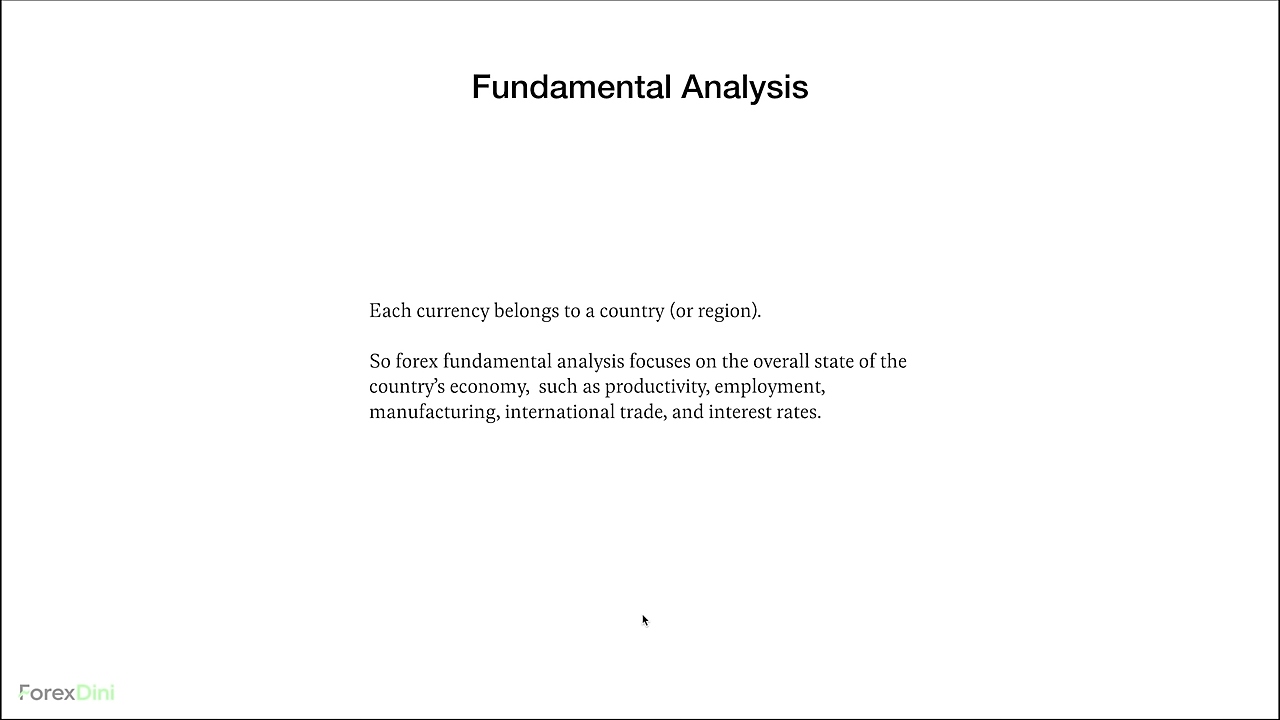 Fundamental Analysis
Each currency belongs to a country (or region).
So forex fundamental analysis focuses on the overall state of the
country’s economy,  such as productivity, employment,
manufacturing, international trade, and interest rates.
ForexDini